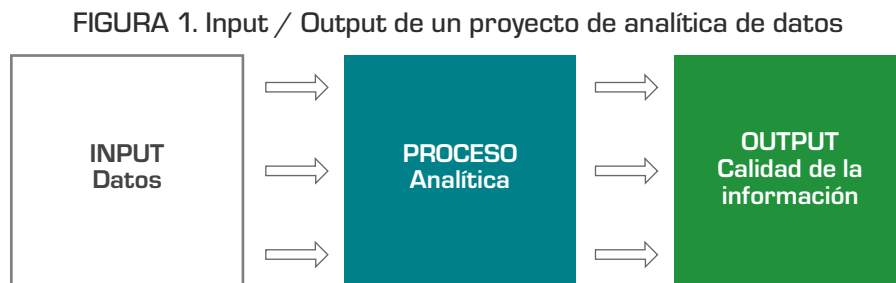 FIGURA 1. Input / Output de un proyecto de analítica de datos
INPUT
Datos
PROCESO
Analítica
OUTPUT
Calidad de la
información